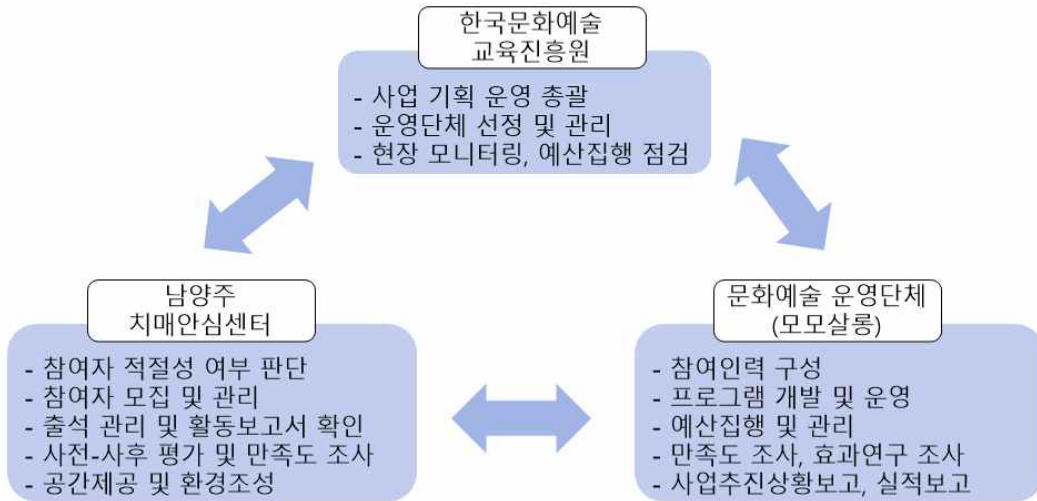 한국문화예술
교육진흥원
- 사업 기획 운영 총괄
- 운영단체 선정 및 관리
- 현장 모니터링, 예산집행 점검
남양주
치매안심센터
- 참여자 적절성 여부 판단
- 참여자 모집 및 관리
- 출석 관리 및 활동보고서 확인
- 사전-사후 평가 및 만족도 조사
- 공간제공 및 환경조성
문화예술 운영단체
(모모살롱)
- 참여인력 구성
- 프로그램 개발 및 운영
- 예산집행 및 관리
- 만족도 조사, 효과연구 조사
- 사업추진상황보고, 실적보고